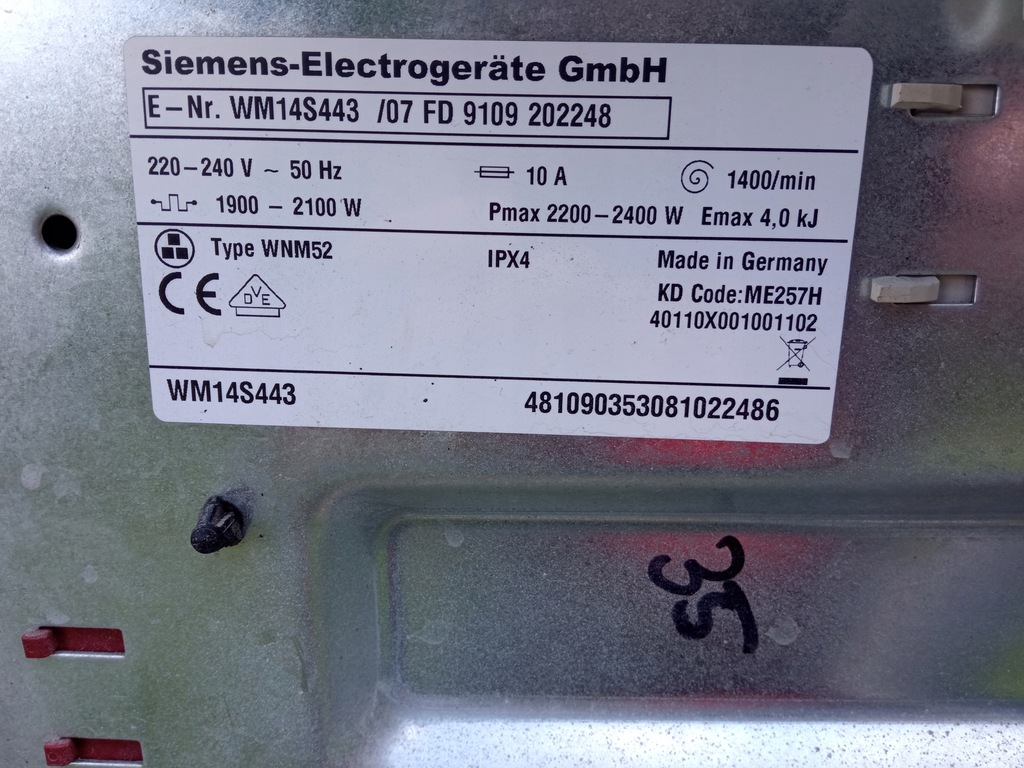 Siemens-Electrogeräte GmbH
E-Nr. WM14S443 /07 FD 9109 202248
220-240 V ~ 50 Hz 10 A 1400/min
1900 - 2100 W Pmax 2200-2400 W Emax 4,0 kJ
Type WNM52 IPX4 Made in Germany
CE DVE KD Code:ME257H
40110X001001102
WM14S443 481090353081022486
35